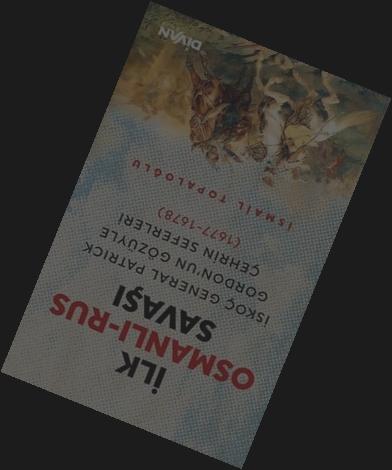 İLK
OSMANLI-RUS
SAVAŞI
İSKOÇ GENERAL PATRICK
GORDON'UN GÖZÜYLE
ÇEHRİN SEFERLERİ
(1677-1678)
İSMAİL TOPALOĞLU
DİVAN